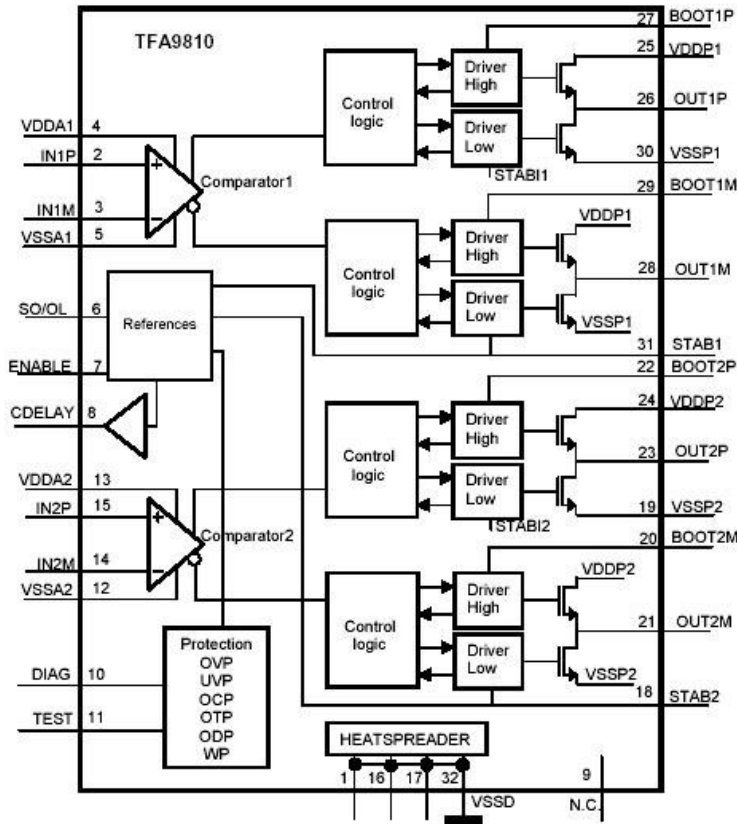 27 BOOT1P
TFA9810
25 VDDP1
Driver High
26 OUT1P
Control logic
VDDA1 4
Driver Low
IN1P 2
30 VSSP1
STABI1
+
Comparator1
29 BOOT1M
IN1M 3
−
VDDP1
VSSA1 5
Driver High
28 OUT1M
Control logic
SO/OL 6
References
Driver Low
VSSP1
31 STAB1
ENABLE 7
22 BOOT2P
24 VDDP2
CDELAY 8
Driver High
Control logic
23 OUT2P
VDDA2 13
Driver Low
IN2P 15
19 VSSP2
+
STABI2
Comparator2
20 BOOT2M
IN2M 14
−
VDDP2
VSSA2 12
Driver High
Control logic
21 OUT2M
Protection
Driver Low
OVP
DIAG 10
UVP
VSSP2
OCP
18 STAB2
TEST 11
OTP
ODP
WP
HEATSPREADER
1 16 17 32
9
VSSD
N.C.